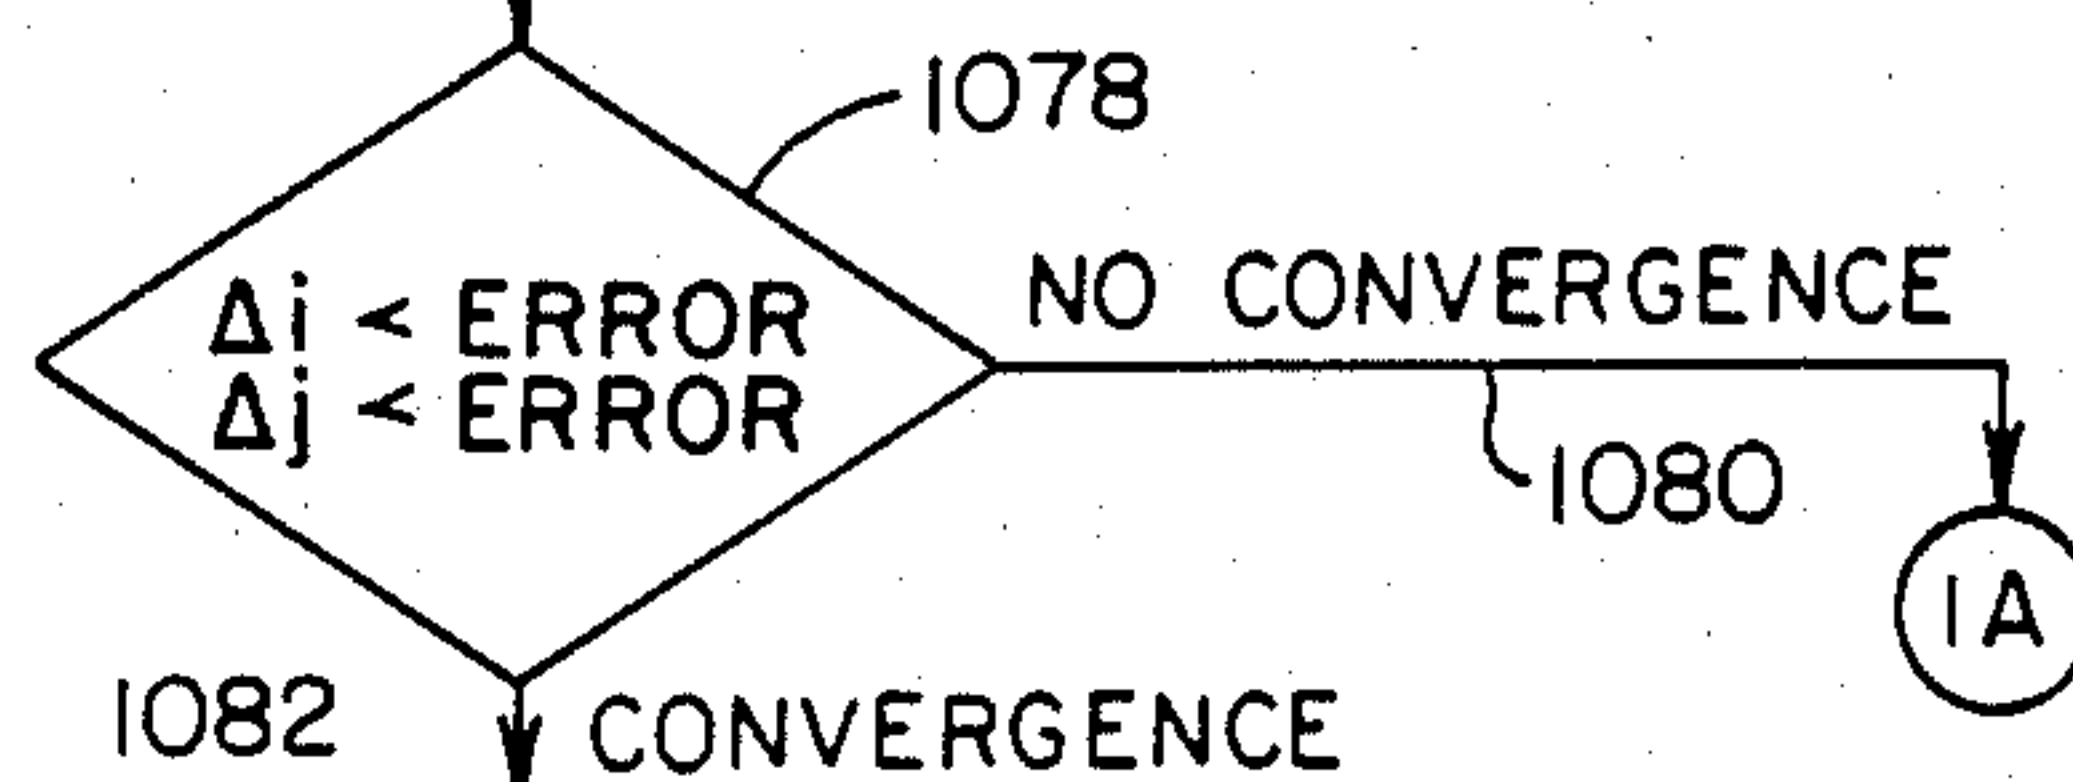 1078
NO CONVERGENCE
Δi < ERROR
Δj < ERROR
1080
1A
1082
CONVERGENCE